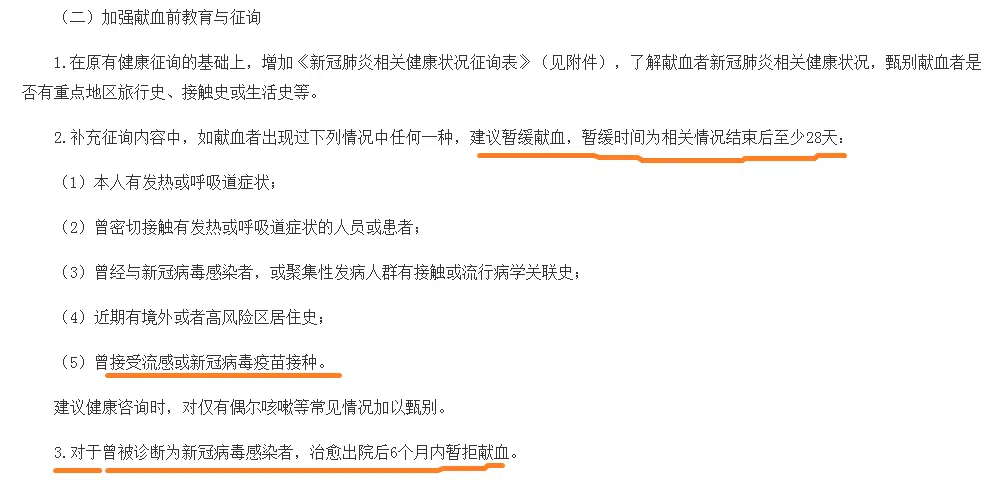 （二）加强献血前教育与征询
1.在原有健康征询的基础上，增加《新冠肺炎相关健康状况征询表》（见附件），了解献血者新冠肺炎相关健康状况，甄别献血者是
否有重点地区旅行史、接触史或生活史等。
2.补充征询内容中，如献血者出现过下列情况中任何一种，建议暂缓献血，暂缓时间为相关情况结束后至少28天：
（1）本人有发热或呼吸道症状；
（2）曾密切接触有发热或呼吸道症状的人员或患者；
（3）曾经与新冠病毒感染者，或聚集性发病人群有接触或流行病学关联史；
（4）近期有境外或者高风险区居住史；
（5）曾接受流感或新冠病毒疫苗接种。
建议健康咨询时，对仅有偶尔咳嗽等常见情况加以甄别。
3.对于曾被诊断为新冠病毒感染者，治愈出院后6个月内暂拒献血。